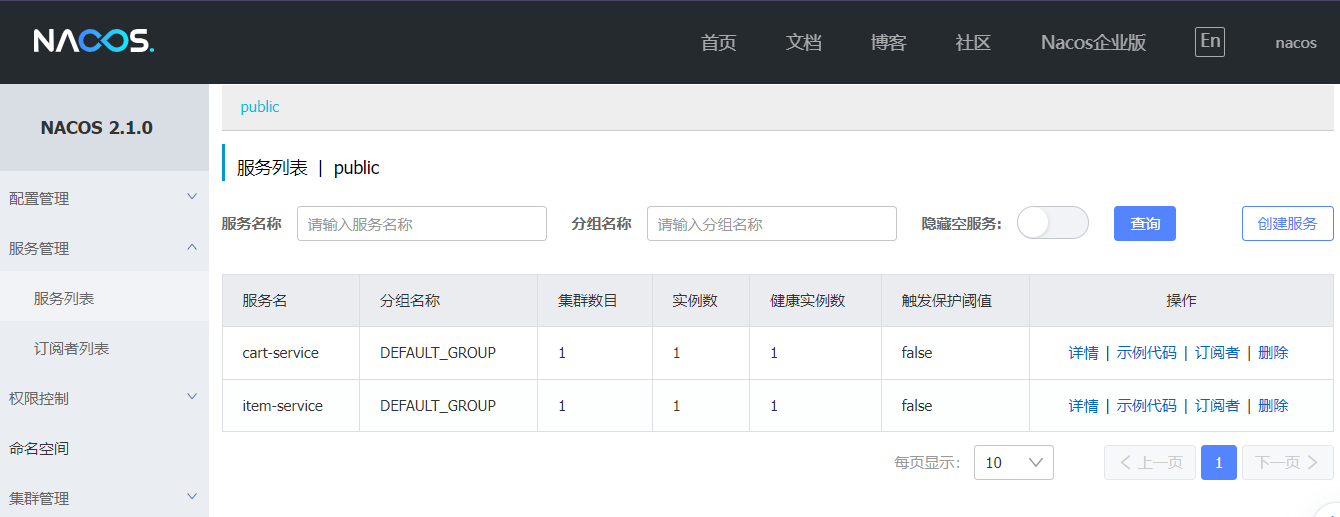 NACOS. 首页 文档 博客 社区 Nacos企业版 En nacos
NACOS 2.1.0
配置管理
服务管理
服务列表
订阅者列表
权限控制
命名空间
集群管理
public
服务列表 | public
服务名称 请输入服务名称 分组名称 请输入分组名称 隐藏空服务: 查询 创建服务
服务名 分组名称 集群数目 实例数 健康实例数 触发保护阈值 操作
cart-service DEFAULT_GROUP 1 1 1 false 详情 | 示例代码 | 订阅者 | 删除
item-service DEFAULT_GROUP 1 1 1 false 详情 | 示例代码 | 订阅者 | 删除
每页显示: 10 上一页 1 下一页